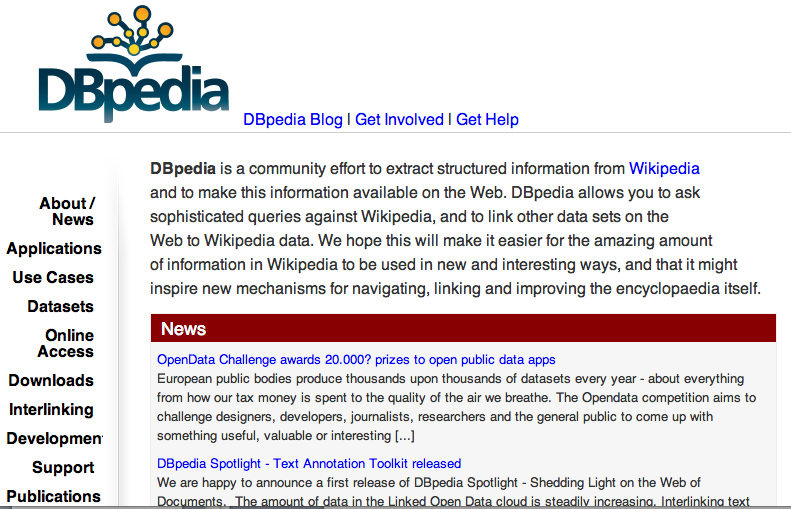 DBpedia
DBpedia Blog | Get Involved | Get Help
About /
News
Applications
Use Cases
Datasets
Online
Access
Downloads
Interlinking
Developmen
Support
Publications
DBpedia is a community effort to extract structured information from Wikipedia
and to make this information available on the Web. DBpedia allows you to ask
sophisticated queries against Wikipedia, and to link other data sets on the
Web to Wikipedia data. We hope this will make it easier for the amazing amount
of information in Wikipedia to be used in new and interesting ways, and that it might
inspire new mechanisms for navigating, linking and improving the encyclopaedia itself.
News
OpenData Challenge awards 20.000? prizes to open public data apps
European public bodies produce thousands upon thousands of datasets every year - about everything
from how our tax money is spent to the quality of the air we breathe. The Opendata competition aims to
challenge designers, developers, journalists, researchers and the general public to come up with
something useful, valuable or interesting [...]
DBpedia Spotlight - Text Annotation Toolkit released
We are happy to announce a first release of DBpedia Spotlight - Shedding Light on the Web of
Documents. The amount of data in the Linked Open Data cloud is steadily increasing. Interlinking text